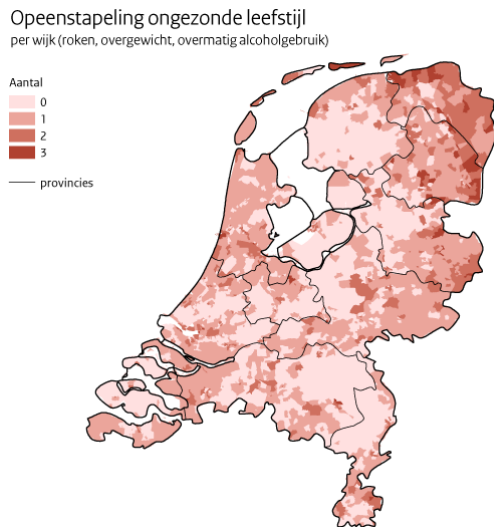 Opeenstapeling ongezonde leefstijl
per wijk (roken, overgewicht, overmatig alcoholgebruik)
Aantal
0
1
2
3
provincies